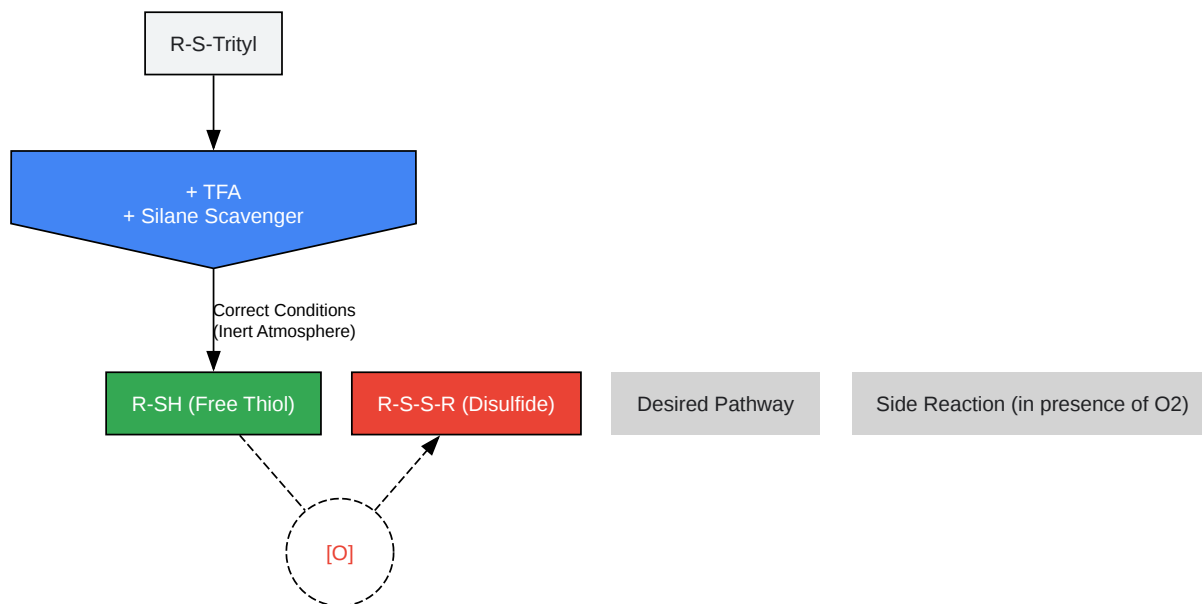 R-S-Trityl
+ TFA
+ Silane Scavenger
Correct Conditions
(Inert Atmosphere)
R-SH (Free Thiol)
R-S-S-R (Disulfide)
Desired Pathway
Side Reaction (in presence of O2)
[O]